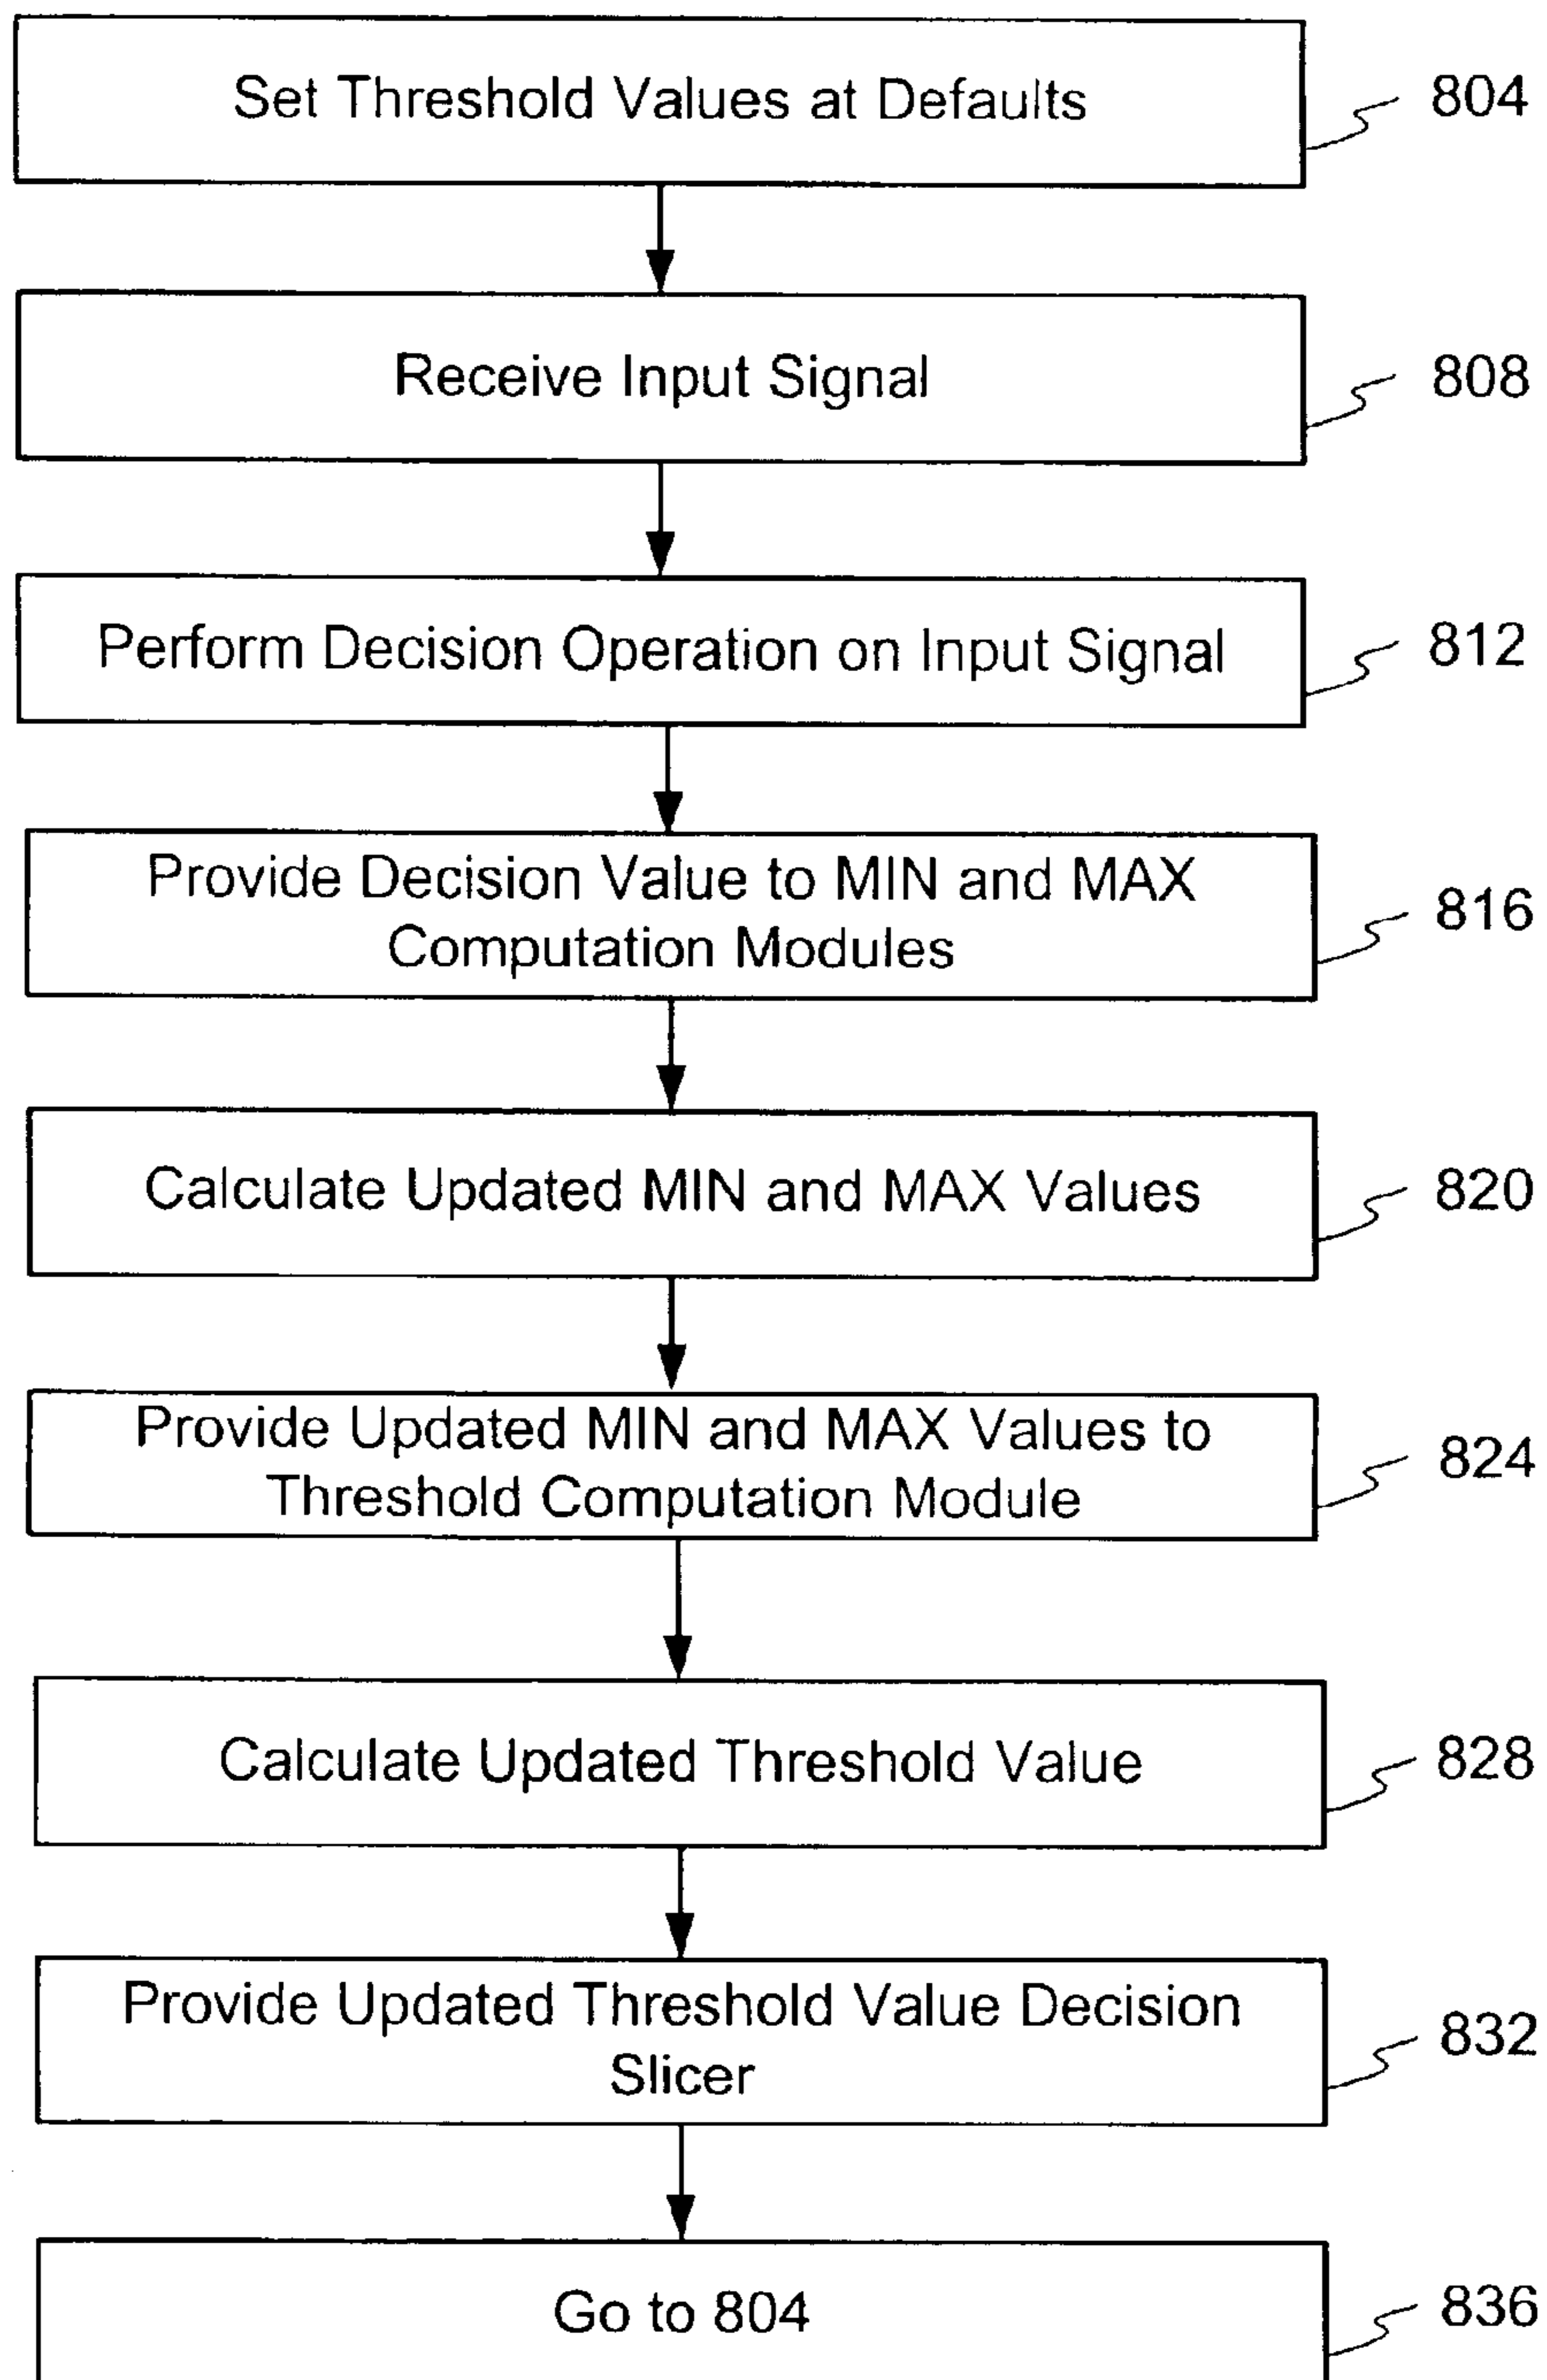 Set Threshold Values at Defaults
804
Receive Input Signal
808
Perform Decision Operation on Input Signal
812
Provide Decision Value to MIN and MAX
Computation Modules
816
Calculate Updated MIN and MAX Values
820
Provide Updated MIN and MAX Values to
Threshold Computation Module
824
Calculate Updated Threshold Value
828
Provide Updated Threshold Value Decision
Slicer
832
Go to 804
836